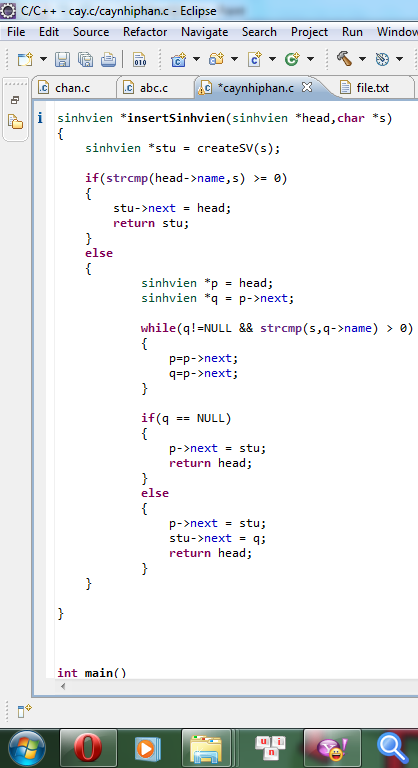 C/C++ - cay.c/caynhiphan.c - Eclipse
File Edit Source Refactor Navigate Search Project Run Window
010
chan.c abc.c *caynhiphan.c file.txt
sinhvien *insertSinhvien(sinhvien *head,char *s)
{
sinhvien *stu = createSV(s);
if(strcmp(head->name,s) >= 0)
{
stu->next = head;
return stu;
}
else
{
sinhvien *p = head;
sinhvien *q = p->next;
while(q!=NULL && strcmp(s,q->name) > 0)
{
p=p->next;
q=p->next;
}
if(q == NULL)
{
p->next = stu;
return head;
}
else
{
p->next = stu;
stu->next = q;
return head;
}
}
}
int main()